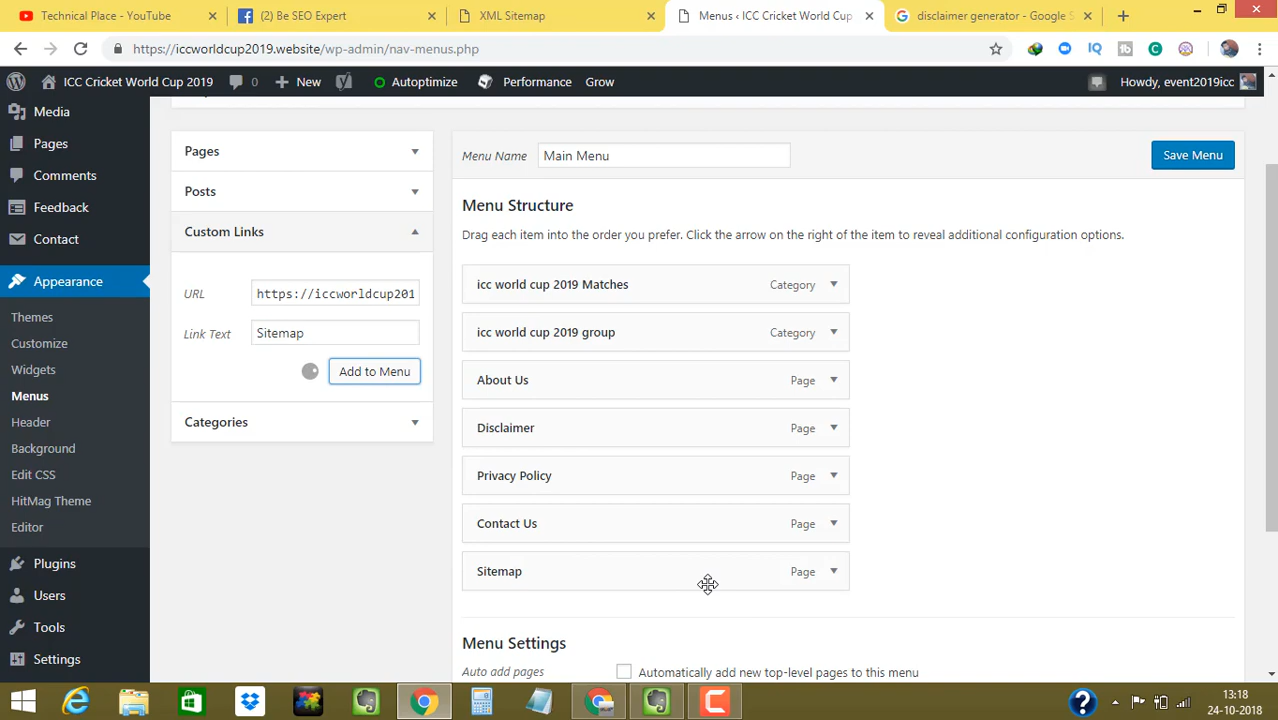 Technical Place - YouTube
(2) Be SEO Expert
XML Sitemap
Menus ‹ ICC Cricket World Cup
disclaimer generator - Google S
https://iccworldcup2019.website/wp-admin/nav-menus.php
ICC Cricket World Cup 2019
0
New
Autoptimize
Performance
Grow
Howdy, event2019icc
Media
Pages
Comments
Feedback
Contact
Appearance
Themes
Customize
Widgets
Menus
Header
Background
Edit CSS
HitMag Theme
Editor
Plugins
Users
Tools
Settings
Pages
Posts
Custom Links
URL
https://iccworldcup201
Link Text
Sitemap
Add to Menu
Categories
Menu Name
Main Menu
Save Menu
Menu Structure
Drag each item into the order you prefer. Click the arrow on the right of the item to reveal additional configuration options.
icc world cup 2019 Matches
Category
icc world cup 2019 group
Category
About Us
Page
Disclaimer
Page
Privacy Policy
Page
Contact Us
Page
Sitemap
Page
Menu Settings
Auto add pages
Automatically add new top-level pages to this menu
13:18
24-10-2018